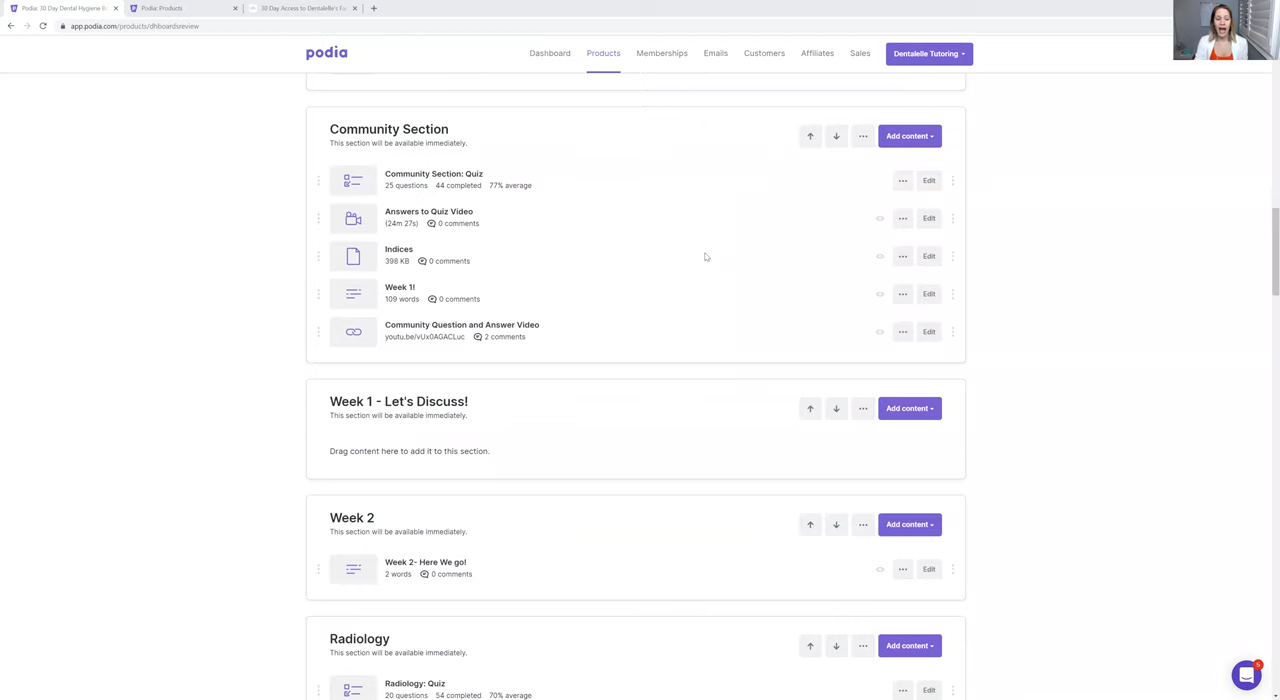 Podia: 30 Day Dental Hygiene B
Podia: Products
30 Day Access to Dentalelle's Fa
app.podia.com/products/dhboardsreview
podia
Dashboard
Products
Memberships
Emails
Customers
Affiliates
Sales
Dentalelle Tutoring
Community Section
This section will be available immediately.
Add content
Community Section: Quiz
25 questions 44 completed 77% average
Edit
Answers to Quiz Video
(24m 27s) 0 comments
Edit
Indices
398 KB 0 comments
Edit
Week 1!
109 words 0 comments
Edit
Community Question and Answer Video
youtu.be/vUx0AGACLuc 2 comments
Edit
Week 1 - Let's Discuss!
This section will be available immediately.
Add content
Drag content here to add it to this section.
Week 2
This section will be available immediately.
Add content
Week 2- Here We go!
2 words 0 comments
Edit
Radiology
This section will be available immediately.
Add content
Radiology: Quiz
20 questions 54 completed 70% average
Edit
5